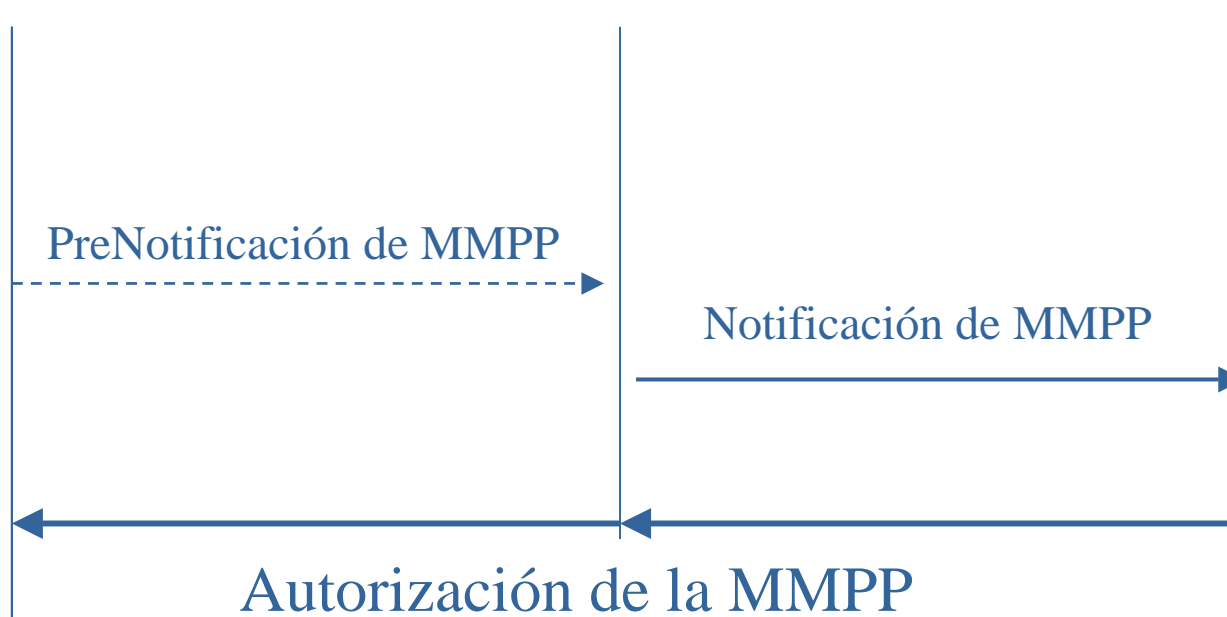 PreNotificación de MMPP
Notificación de MMPP
Autorización de la MMPP